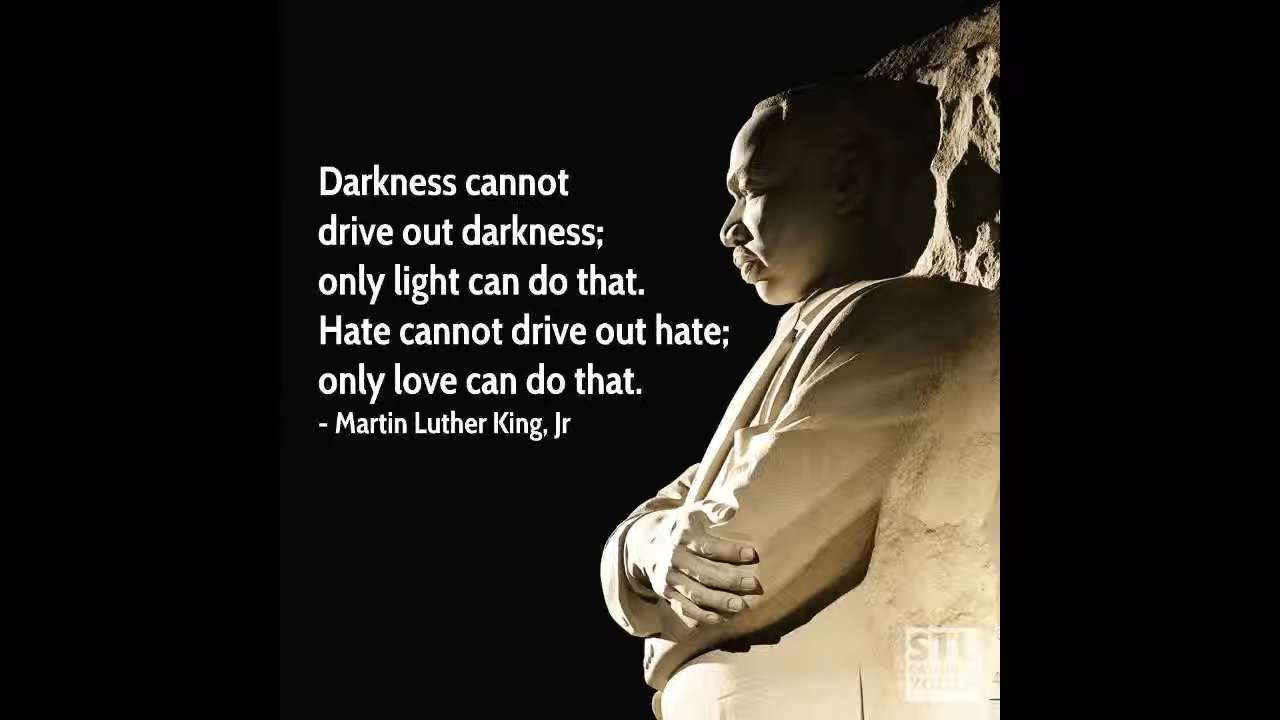 Darkness cannot
drive out darkness;
only light can do that.
Hate cannot drive out hate;
only love can do that.
- Martin Luther King, Jr
STL